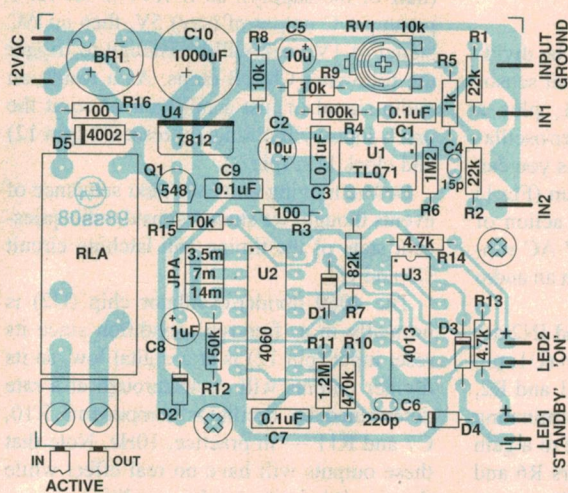 12VAC
BR1
C10
1000uF
R8
10k
C5
10u
RV1 10k
R1
22k
INPUT
GROUND
R9
10k
R5
1k
100
R16
U4
7812
D5
4002
100k
R4
0.1uF
C1
IN1
C2
10u
0.1uF
C3
U1
TL071
1M2
R6
C4
15p
22k
R2
IN2
Q1
548
C9
0.1uF
98ss08
RLA
R15
10k
100
R3
4.7k
R14
JPA
3.5m
7m
14m
U2
4060
82k
R7
U3
4013
D1
1uF
C8
150k
R12
R11
1.2M
R10
470k
D3
R13
4.7k
LED2 'ON'
D2
0.1uF
C7
C6
220p
D4
LED1 'STANDBY'
IN
OUT
ACTIVE